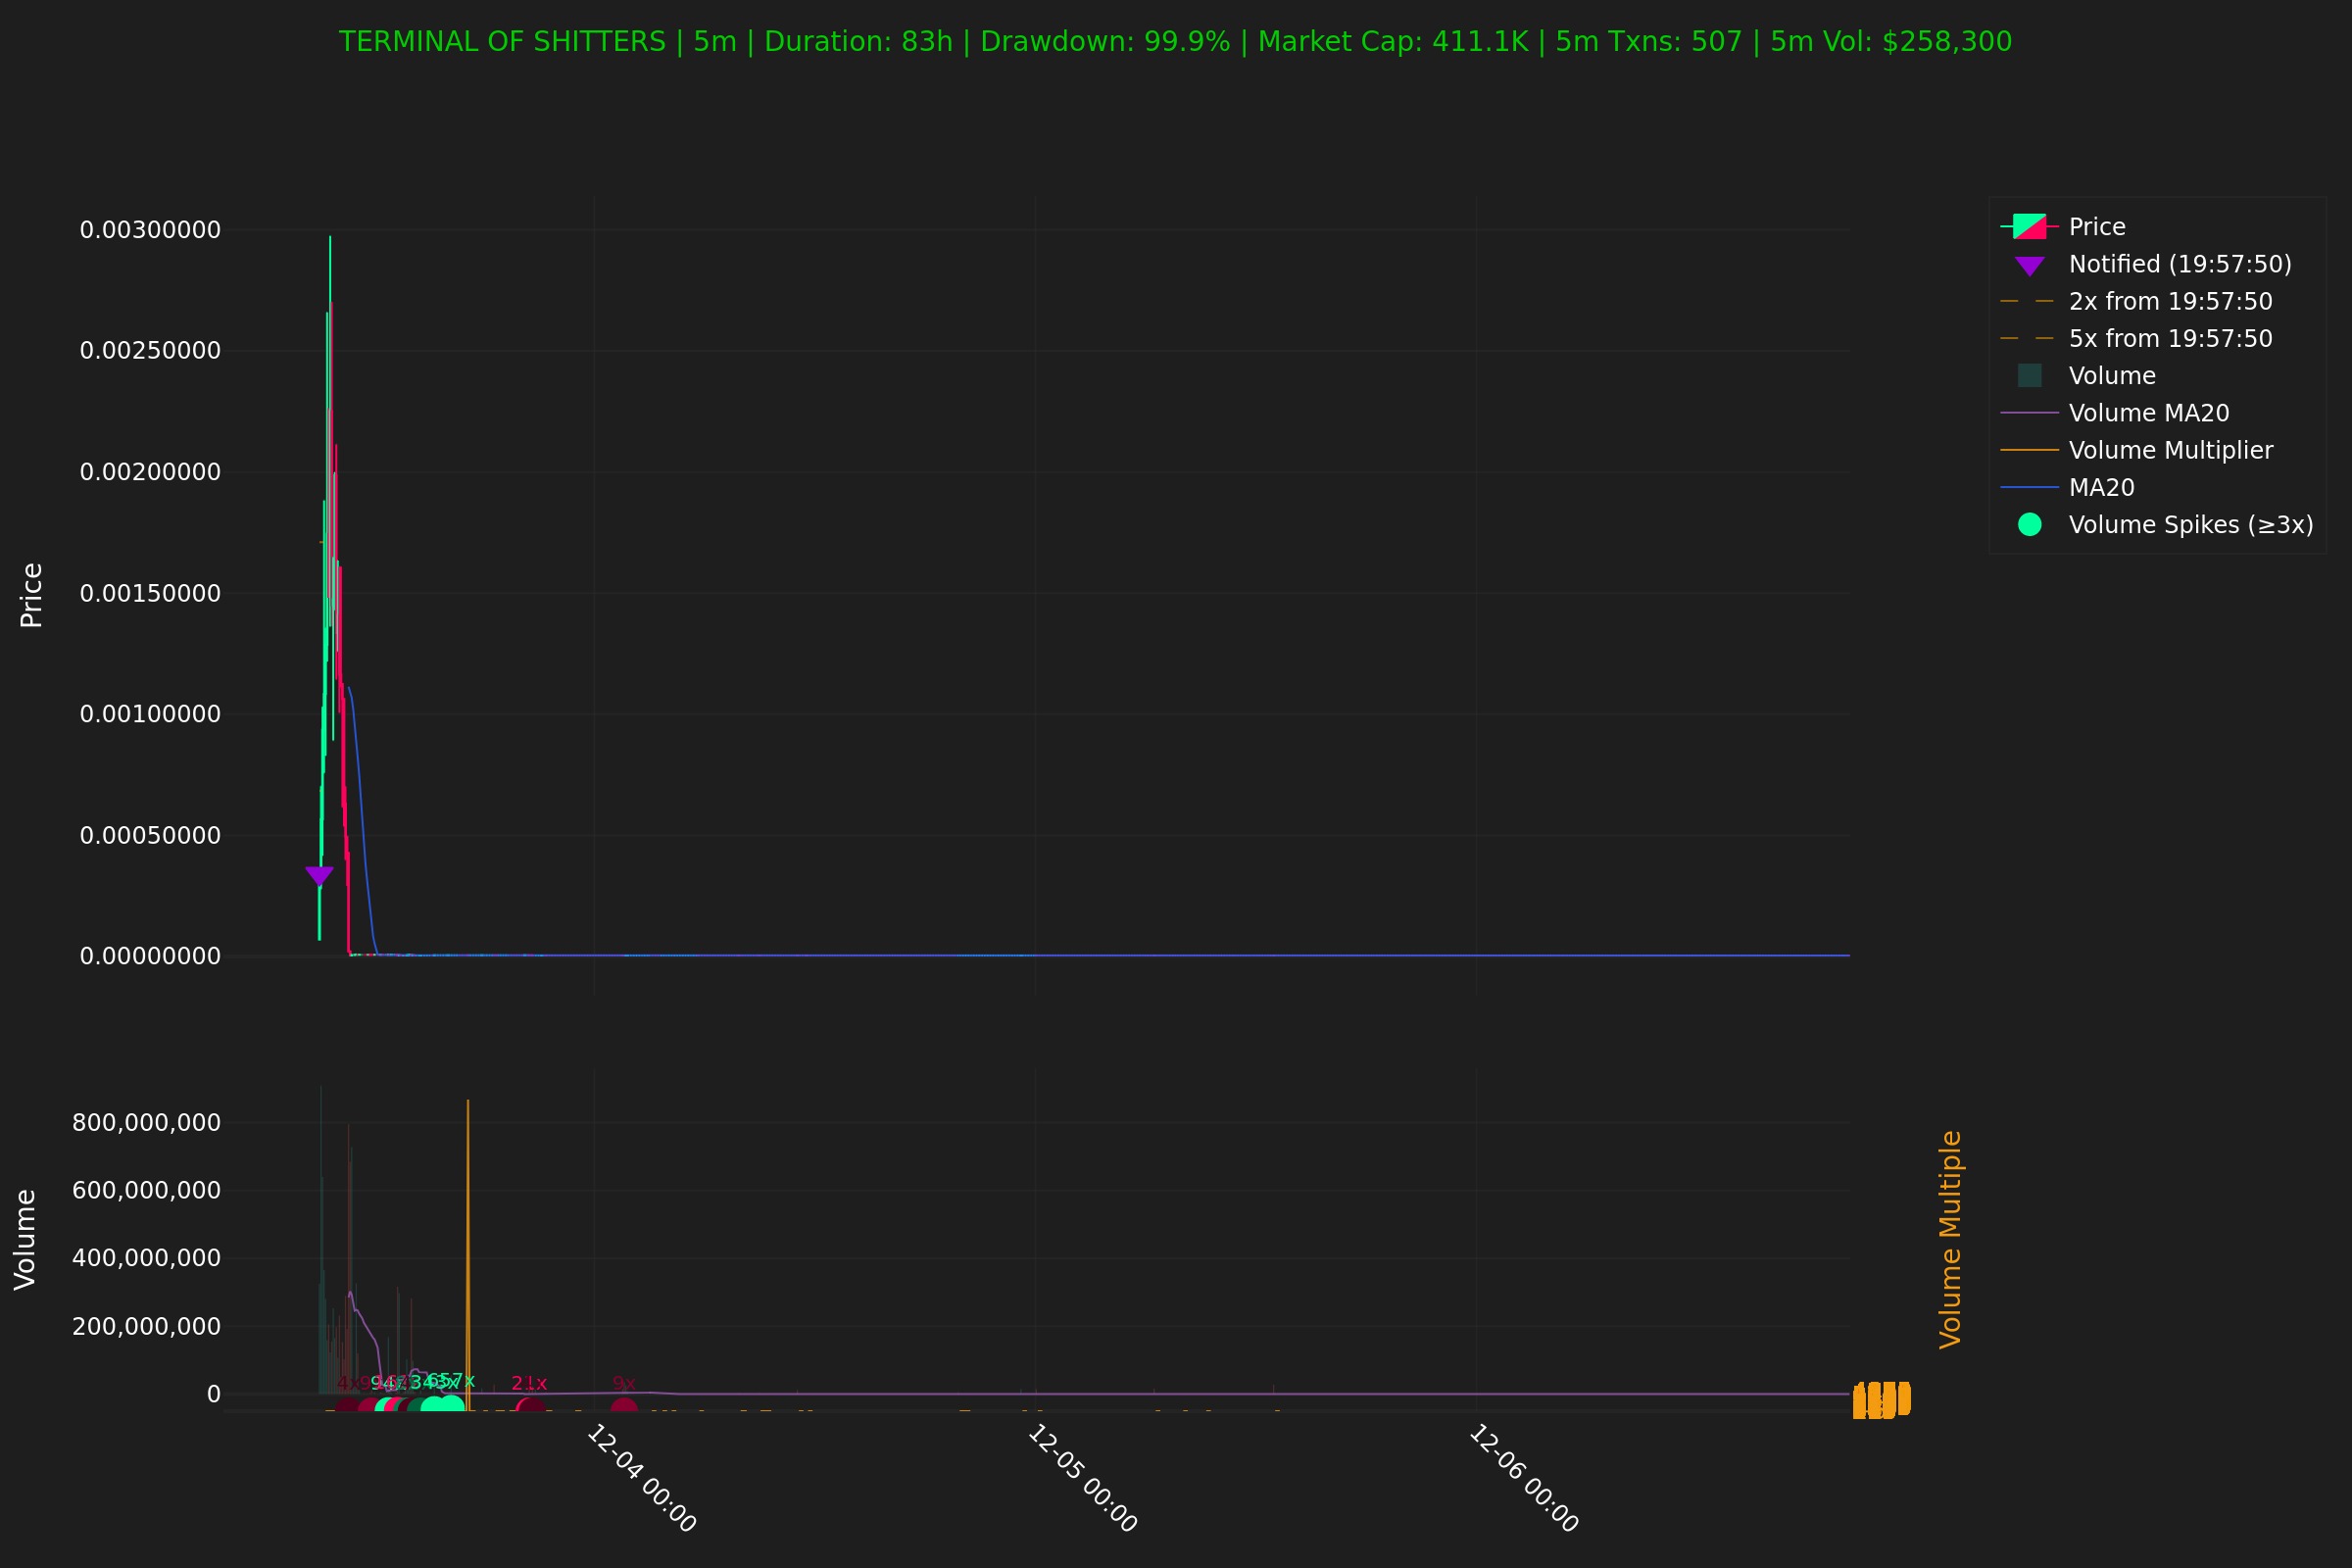 TERMINAL OF SHITTERS | 5m | Duration: 83h | Drawdown: 99.9% | Market Cap: 411.1K | 5m Txns: 507 | 5m Vol: $258,300
Price
0.00300000
0.00250000
0.00200000
0.00150000
0.00100000
0.00050000
0.00000000
Price
Notified (19:57:50)
2x from 19:57:50
5x from 19:57:50
Volume
Volume MA20
Volume Multiplier
MA20
Volume Spikes (≥3x)
Volume
800,000,000
600,000,000
400,000,000
200,000,000
0
4x
657x
21x
9x
Volume Multiple
12-04 00:00
12-05 00:00
12-06 00:00